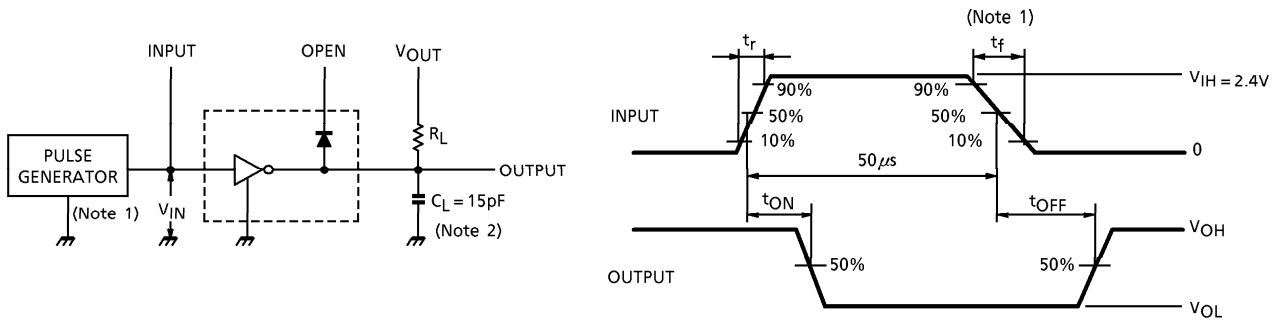 INPUT
OPEN
VOUT
RL
PULSE
GENERATOR
(Note 1)
VIN
OUTPUT
CL = 15pF
(Note 2)
(Note 1)
tr
tf
VIH = 2.4V
90%
90%
INPUT
50%
50%
10%
10%
0
50μs
tON
tOFF
VOH
OUTPUT
50%
50%
VOL